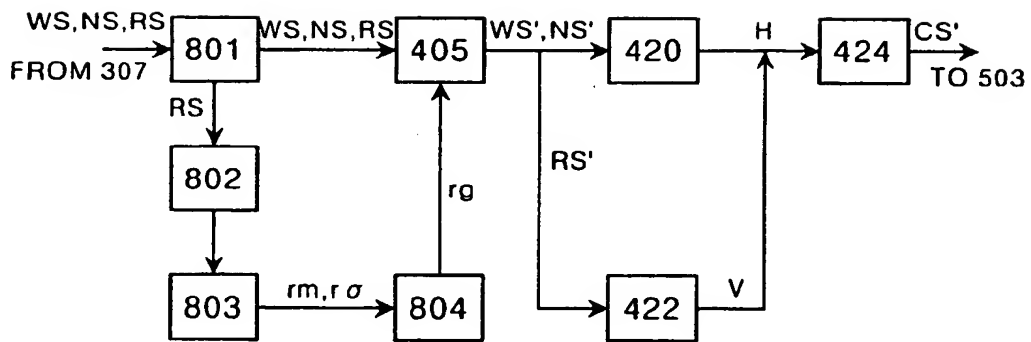 WS,NS,RS
FROM 307
801
WS,NS,RS
405
WS',NS'
420
H
424
CS'
TO 503
RS
802
rg
RS'
803
rm,rσ
804
422
V